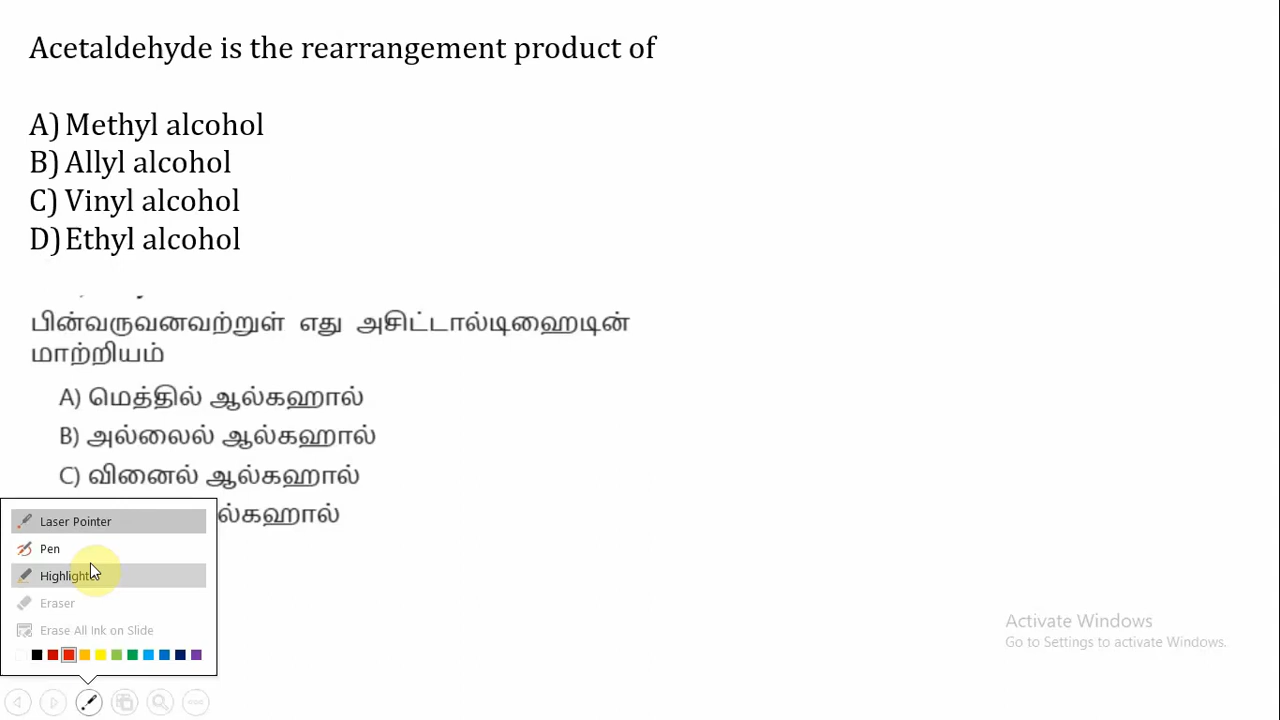 Acetaldehyde is the rearrangement product of
A) Methyl alcohol
B) Allyl alcohol
C) Vinyl alcohol
D) Ethyl alcohol
பின்வருவனவற்றுள் எது அசிட்டால்டிஹைடின்
மாற்றியம்
A) மெத்தில் ஆல்கஹால்
B) அல்லைல் ஆல்கஹால்
C) வினைல் ஆல்கஹால்
ல்கஹால்
Laser Pointer
Pen
Highlighter
Eraser
Erase All Ink on Slide
Activate Windows
Go to Settings to activate Windows.